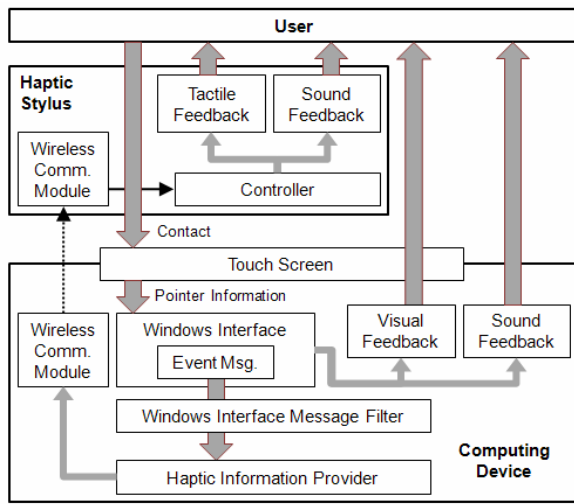 User
Haptic
Stylus
Tactile
Feedback
Sound
Feedback
Wireless
Comm.
Module
Controller
Contact
Touch Screen
Pointer Information
Wireless
Comm.
Module
Windows Interface
Event Msg.
Visual
Feedback
Sound
Feedback
Windows Interface Message Filter
Haptic Information Provider
Computing
Device